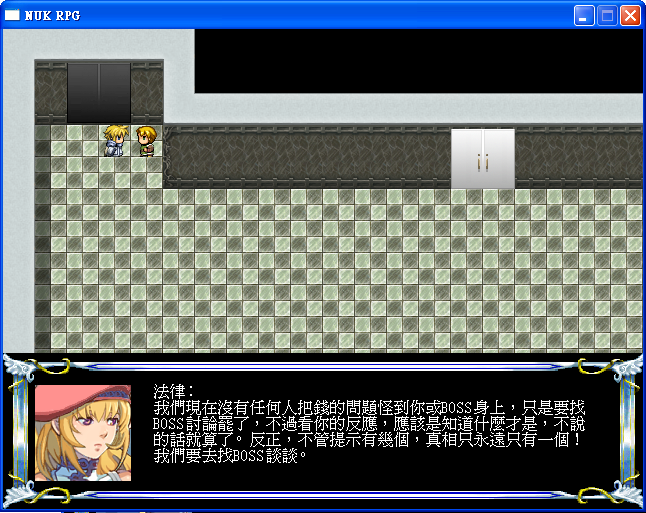 NUK RPG
法律：
我們現在沒有任何人把錢的問題怪到你或BOSS身上，只是要找
BOSS討論罷了，不過看你的反應，應該是知道什麼才是，不說
的話就算了。反正，不管提示有幾個，真相只永遠只有一個！
我們要去找BOSS談談。